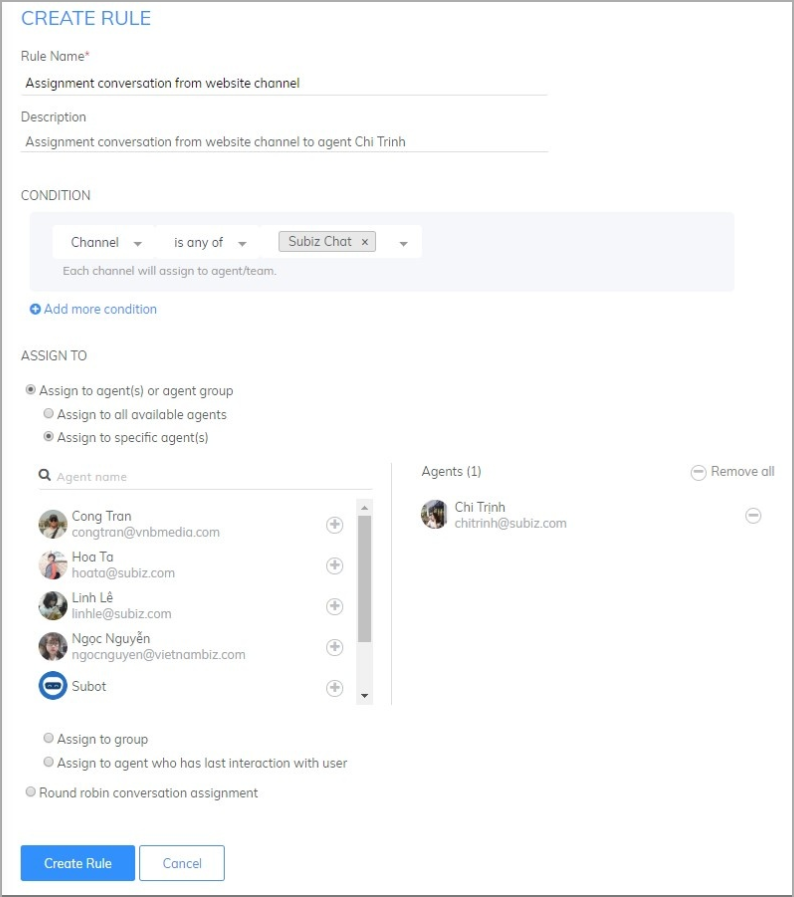 CREATE RULE
Rule Name*
Assignment conversation from website channel
Description
Assignment conversation from website channel to agent Chi Trinh
CONDITION
Channel is any of Subiz Chat ×
Each channel will assign to agent/team.
Add more condition
ASSIGN TO
Assign to agent(s) or agent group
Assign to all available agents
Assign to specific agent(s)
Agent name
Cong Tran
congtran@vnbmedia.com
Hoa Ta
hoata@subiz.com
Linh Lê
linhle@subiz.com
Ngọc Nguyễn
ngocnguyen@vietnambiz.com
Subot
Agents (1) Remove all
Chi Trịnh
chitrinh@subiz.com
Assign to group
Assign to agent who has last interaction with user
Round robin conversation assignment
Create Rule Cancel